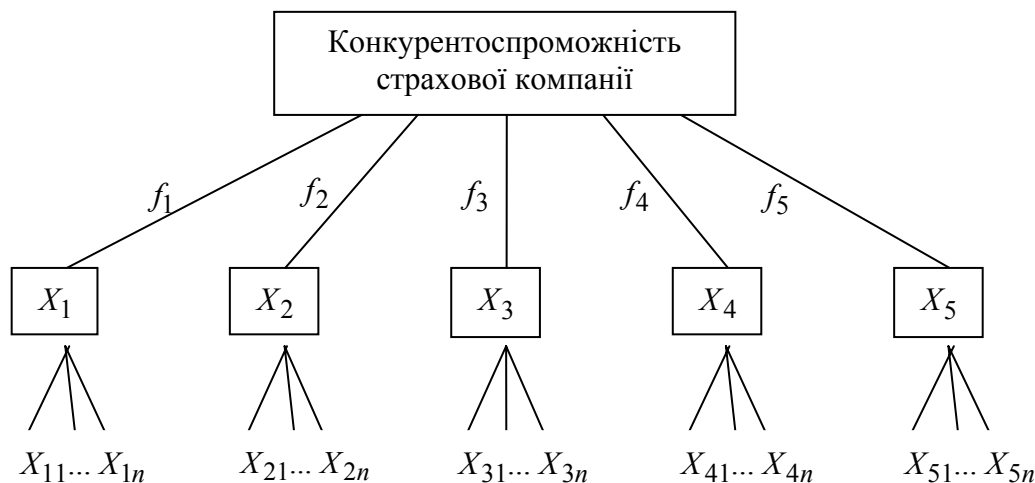 Конкурентоспроможність
страхової компанії
f1 f2 f3 f4 f5
X1 X2 X3 X4 X5
X11... X1n X21... X2n X31... X3n X41... X4n X51... X5n